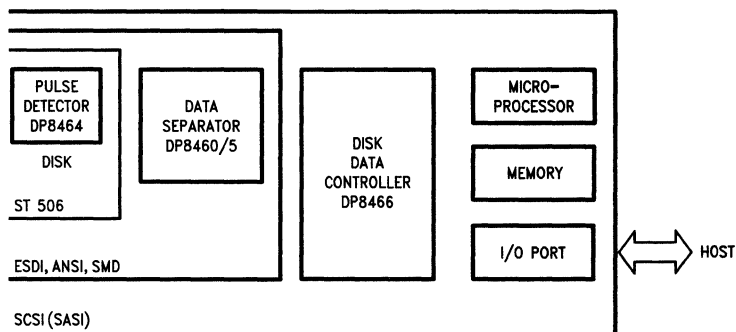 PULSE
DETECTOR
DP8464
DISK
ST 506
DATA
SEPARATOR
DP8460/5
ESDI, ANSI, SMD
SCSI (SASI)
DISK
DATA
CONTROLLER
DP8466
MICRO-
PROCESSOR
MEMORY
I/O PORT
HOST